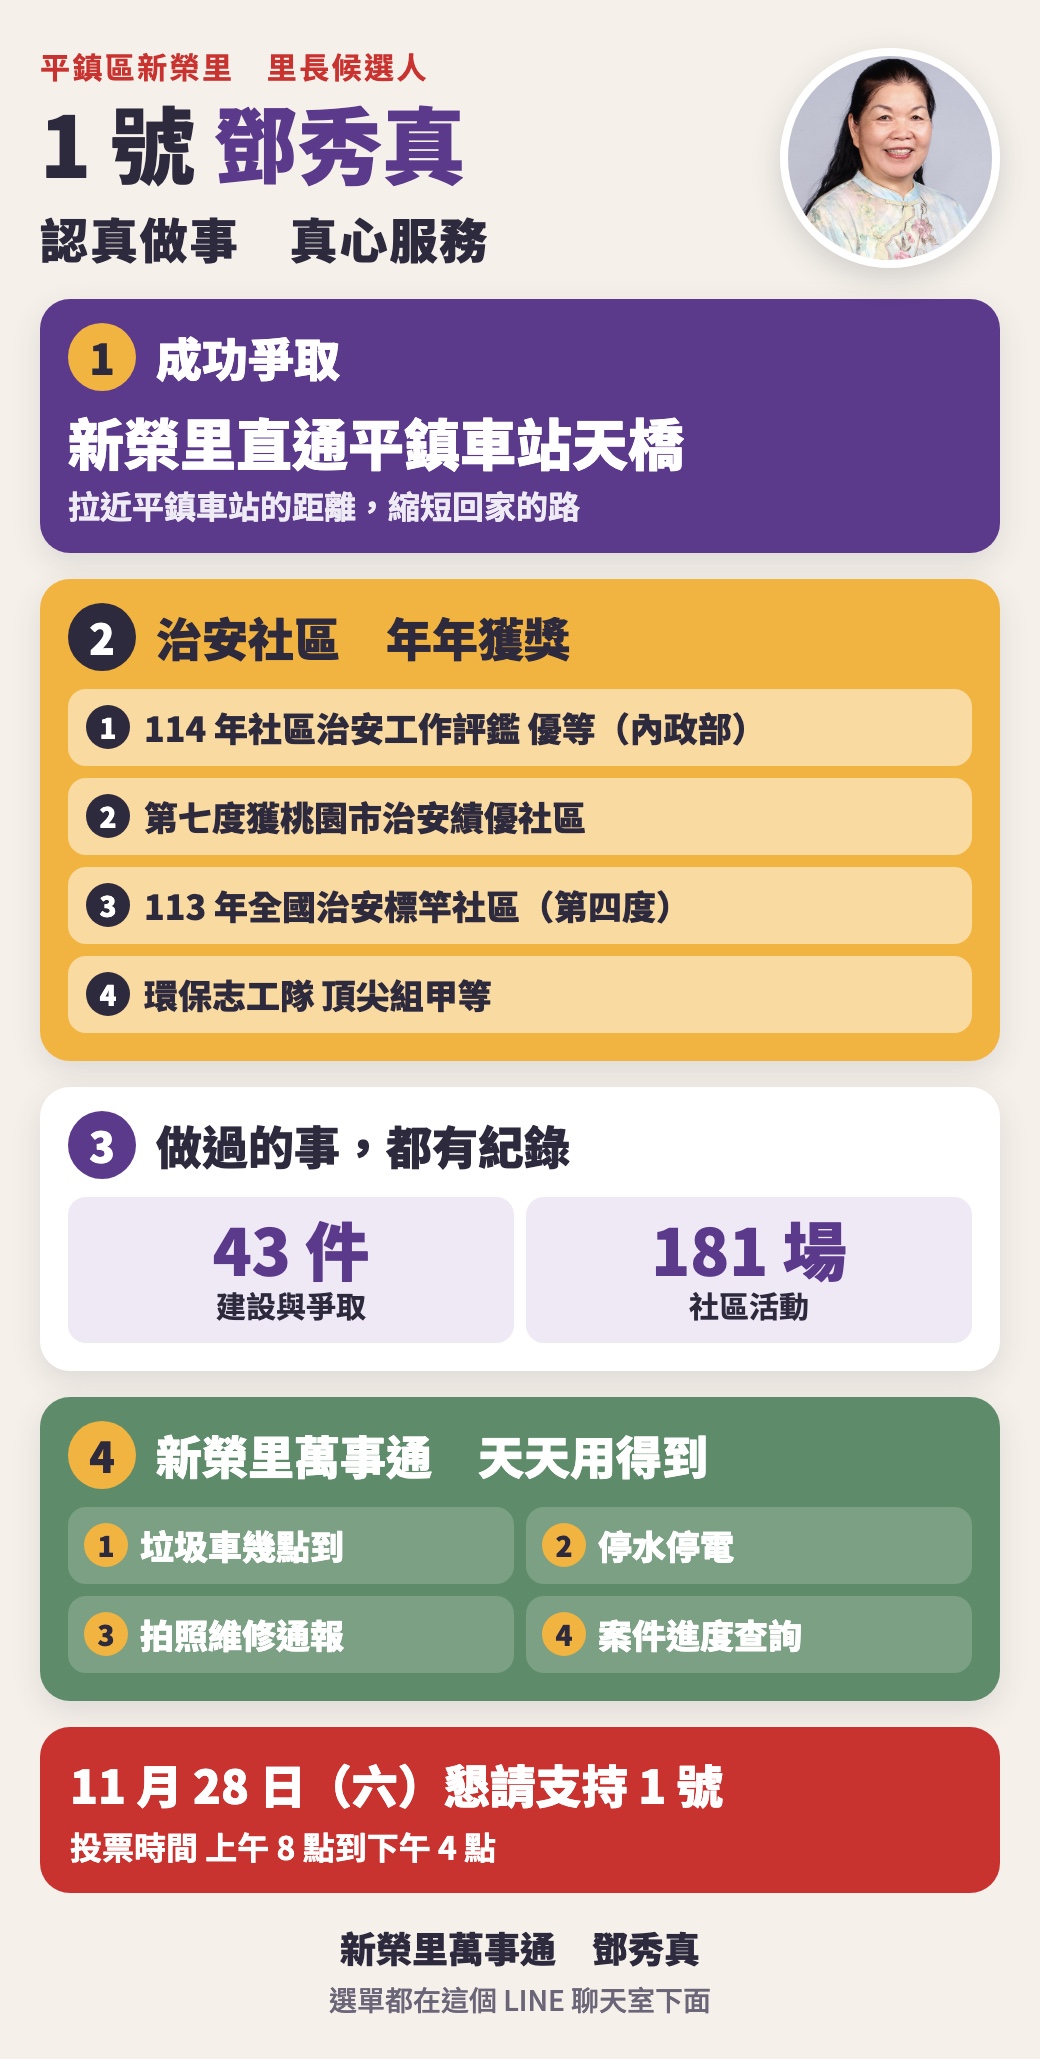 平鎮區新榮里　里長候選人
1 號 鄧秀真
認真做事　真心服務
1 成功爭取
新榮里直通平鎮車站天橋
拉近平鎮車站的距離，縮短回家的路
2 治安社區　年年獲獎
1 114 年社區治安工作評鑑 優等（內政部）
2 第七度獲桃園市治安績優社區
3 113 年全國治安標竿社區（第四度）
4 環保志工隊 頂尖組甲等
3 做過的事，都有紀錄
43 件
建設與爭取
181 場
社區活動
4 新榮里萬事通　天天用得到
1 垃圾車幾點到
2 停水停電
3 拍照維修通報
4 案件進度查詢
11 月 28 日（六）懇請支持 1 號
投票時間 上午 8 點到下午 4 點
新榮里萬事通　鄧秀真
選單都在這個 LINE 聊天室下面